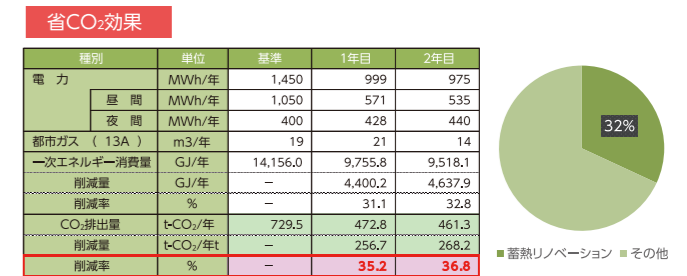 省CO₂効果
種別 単位 基準 1年目 2年目
電 力 MWh/年 1,450 999 975
昼 間 MWh/年 1,050 571 535
夜 間 MWh/年 400 428 440
都市ガス ( 13A ) m3/年 19 21 14
一次エネルギー消費量 GJ/年 14,156.0 9,755.8 9,518.1
削減量 GJ/年 － 4,400.2 4,637.9
削減率 % － 31.1 32.8
CO₂排出量 t-CO₂/年 729.5 472.8 461.3
削減量 t-CO₂/年t － 256.7 268.2
削減率 % － 35.2 36.8
32%
蓄熱リノベーション その他